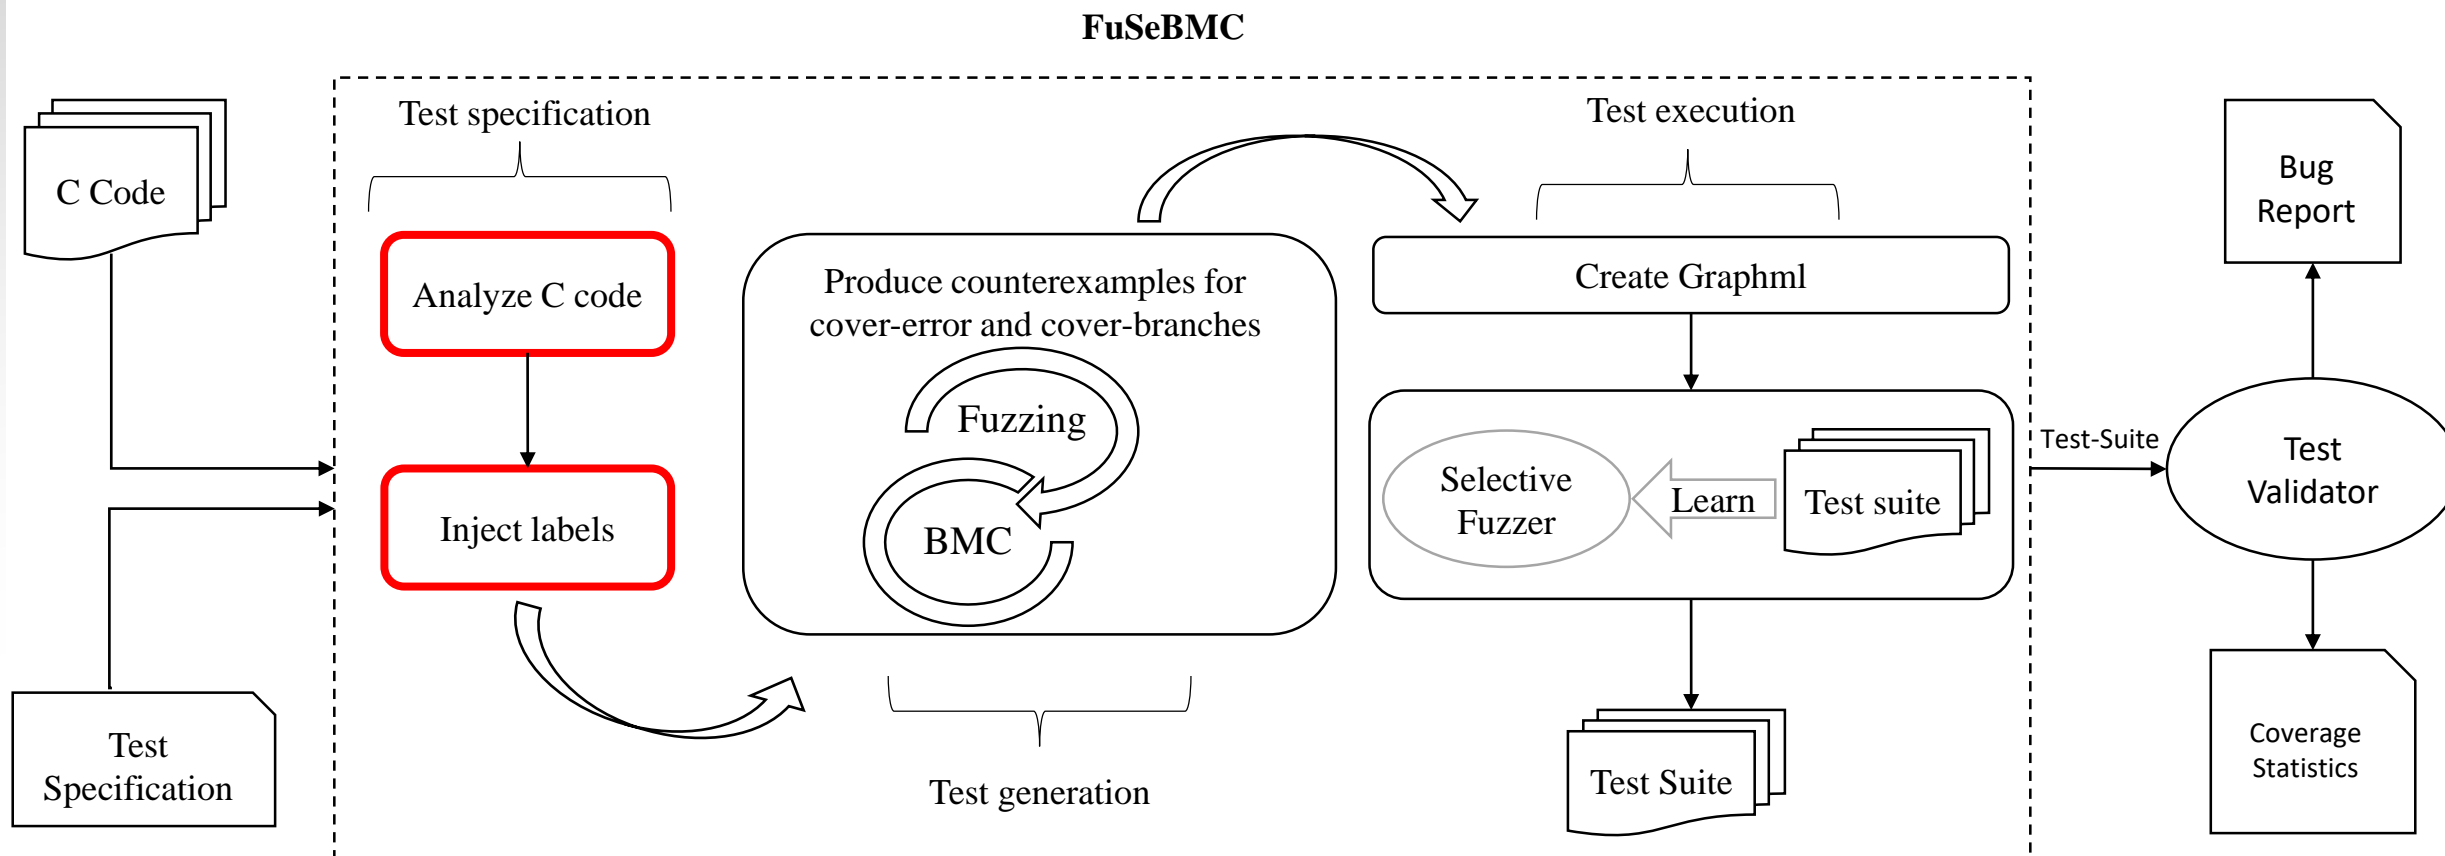 FuSeBMC
C Code
Test
Specification
Test specification
Analyze C code
Inject labels
Produce counterexamples for
cover-error and cover-branches
Fuzzing
BMC
Test generation
Test execution
Create Graphml
Selective
Fuzzer
Learn
Test suite
Test Suite
Test-Suite
Bug
Report
Test
Validator
Coverage
Statistics